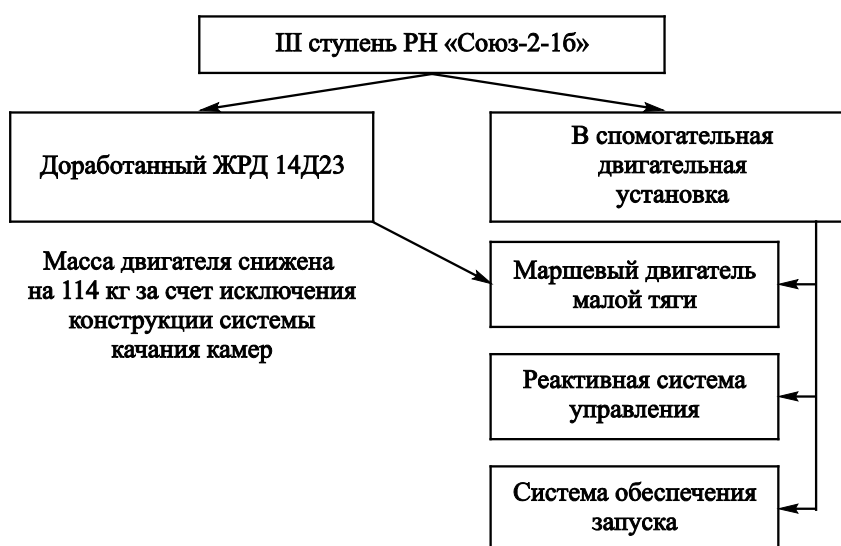 III ступень РН «Союз-2-1б»
Доработанный ЖРД 14Д23
В спомогательная
двигательная
установка
Масса двигателя снижена
на 114 кг за счет исключения
конструкции системы
качания камер
Маршевый двигатель
малой тяги
Реактивная система
управления
Система обеспечения
запуска